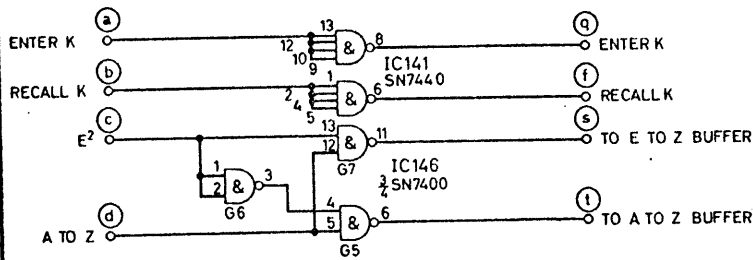 a
q
ENTER K
13
12
10
9
&
8
ENTER K
IC141
SN7440
b
f
RECALL K
1
2
4
5
&
6
RECALL K
c
s
E²
13
12
&
11
TO E TO Z BUFFER
G7
IC146
¾ SN7400
1
2
&
3
G6
d
t
A TO Z
4
5
&
6
TO A TO Z BUFFER
G5